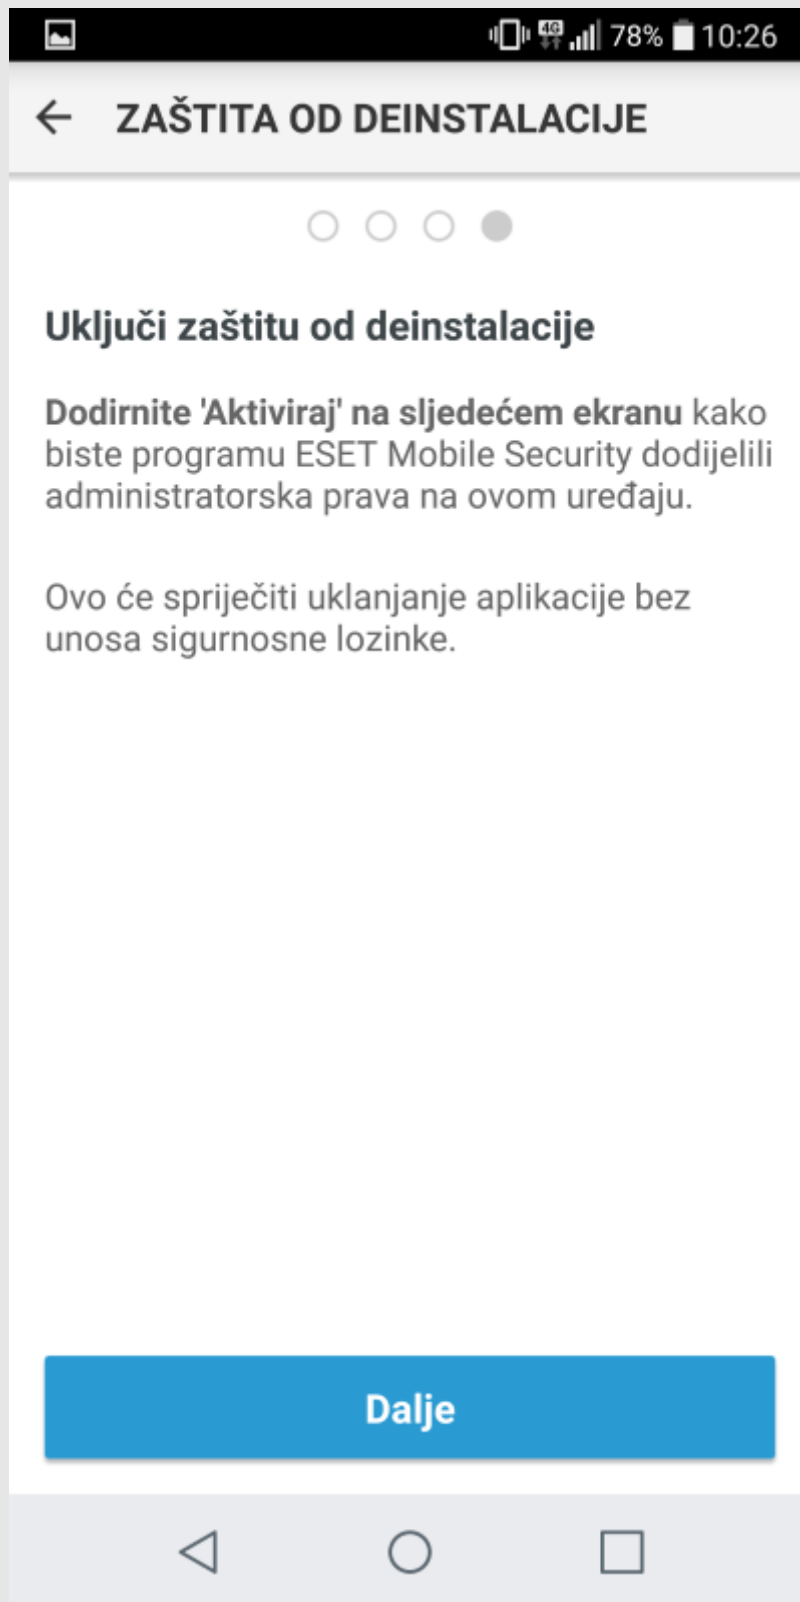 4G 78% 10:26
ZAŠTITA OD DEINSTALACIJE
Uključi zaštitu od deinstalacije
Dodirnite 'Aktiviraj' na sljedećem ekranu kako
biste programu ESET Mobile Security dodijelili
administratorska prava na ovom uređaju.
Ovo će spriječiti uklanjanje aplikacije bez
unosa sigurnosne lozinke.
Dalje